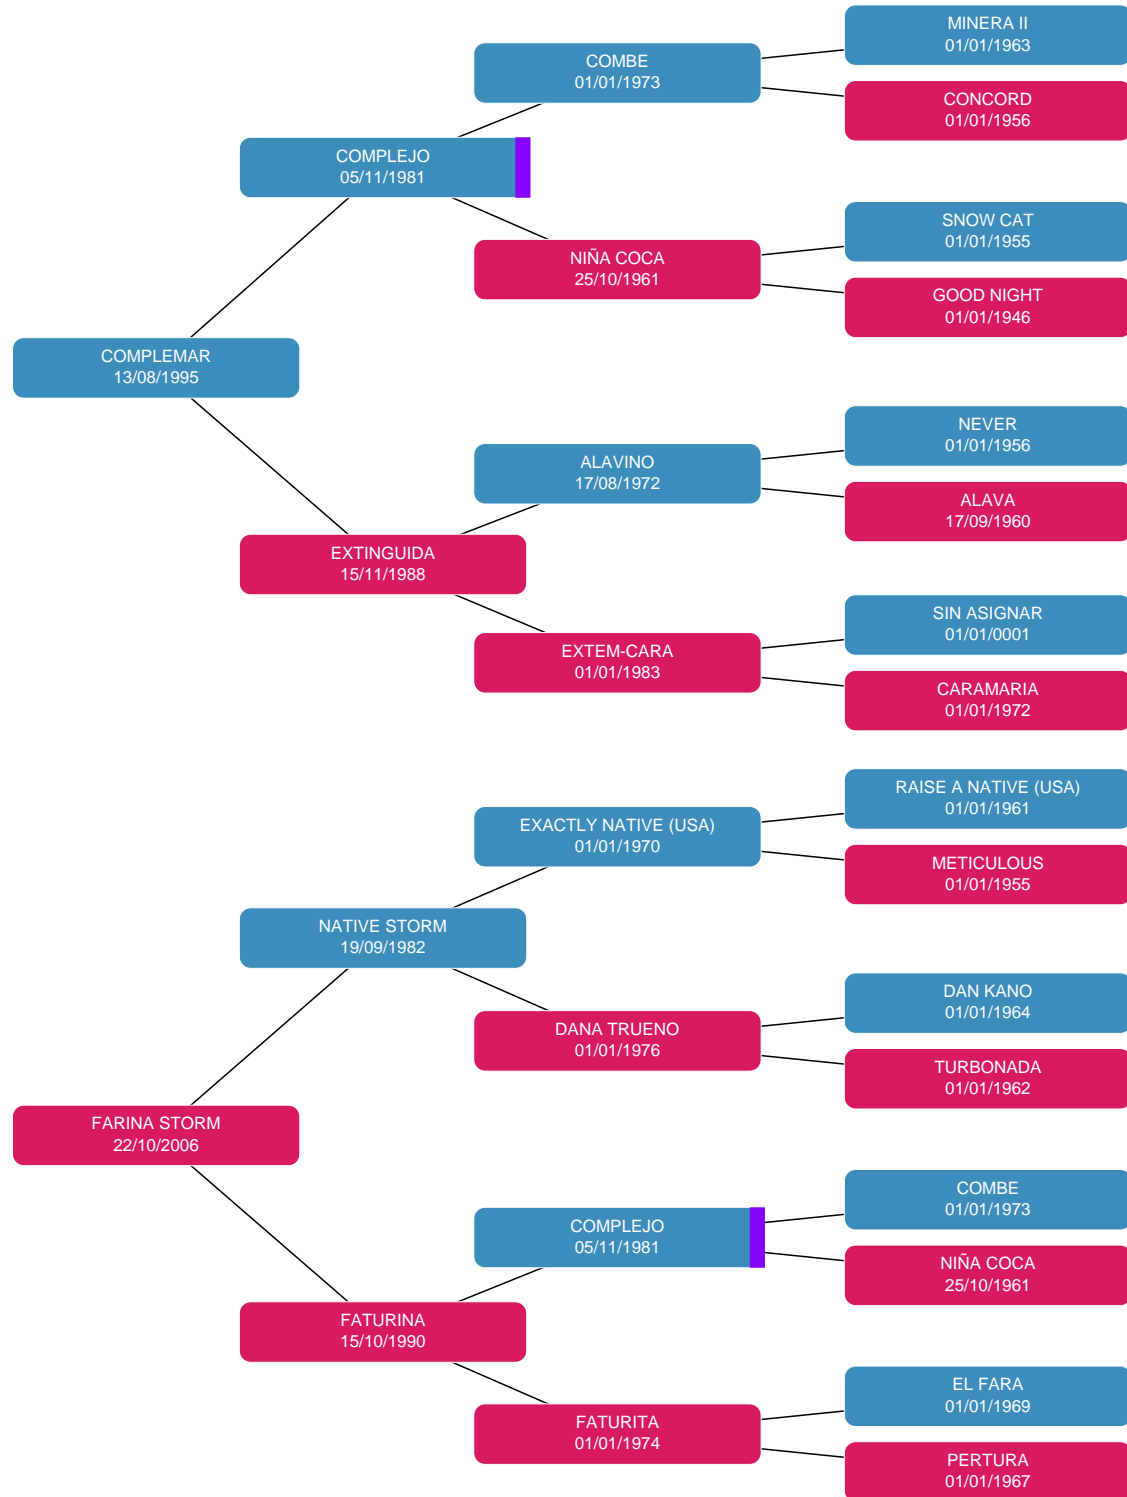 MINERA II
01/01/1963
COMBE
01/01/1973
CONCORD
01/01/1956
COMPLEJO
05/11/1981
SNOW CAT
01/01/1955
NIÑA COCA
25/10/1961
GOOD NIGHT
01/01/1946
COMPLEMAR
13/08/1995
NEVER
01/01/1956
ALAVINO
17/08/1972
ALAVA
17/09/1960
EXTINGUIDA
15/11/1988
SIN ASIGNAR
01/01/0001
EXTEM-CARA
01/01/1983
CARAMARIA
01/01/1972
RAISE A NATIVE (USA)
01/01/1961
EXACTLY NATIVE (USA)
01/01/1970
METICULOUS
01/01/1955
NATIVE STORM
19/09/1982
DAN KANO
01/01/1964
DANA TRUENO
01/01/1976
TURBONADA
01/01/1962
FARINA STORM
22/10/2006
COMBE
01/01/1973
COMPLEJO
05/11/1981
NIÑA COCA
25/10/1961
FATURINA
15/10/1990
EL FARA
01/01/1969
FATURITA
01/01/1974
PERTURA
01/01/1967